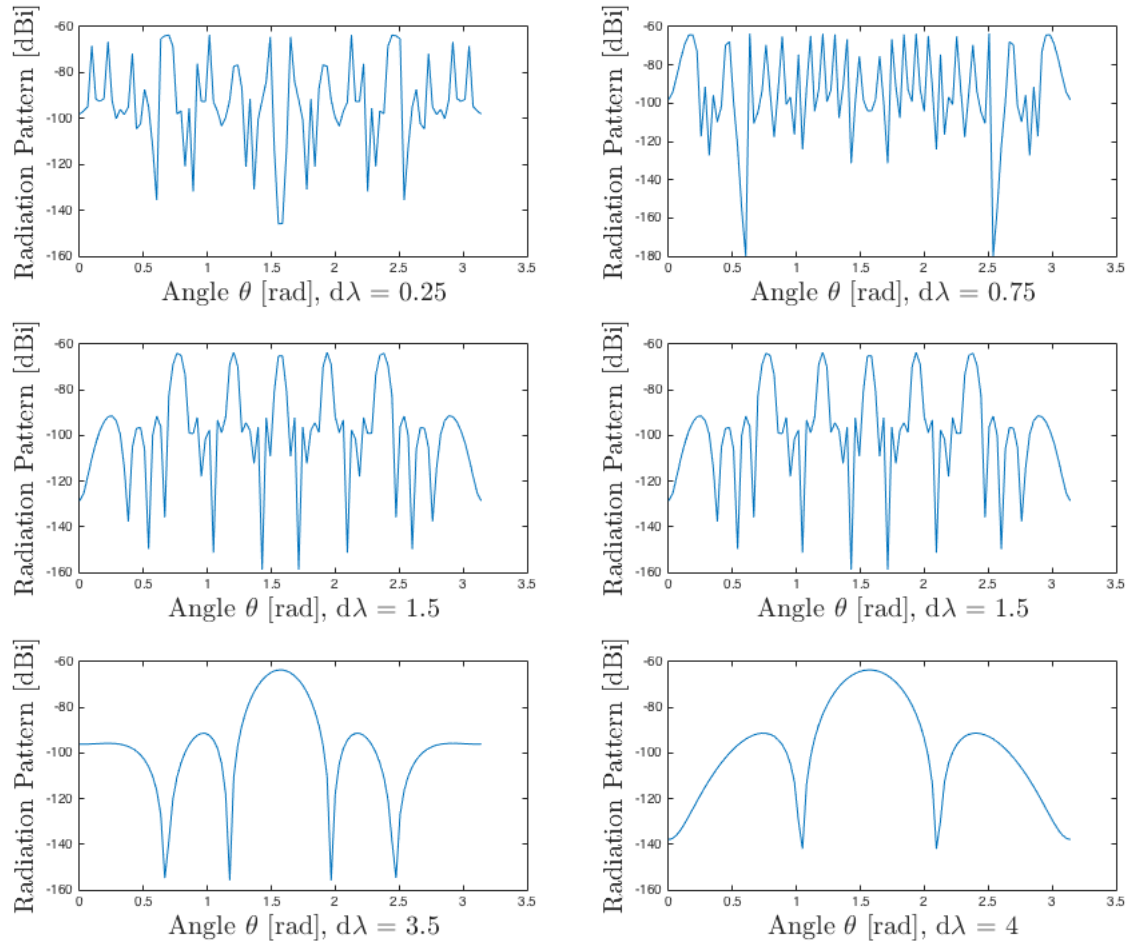 Radiation Pattern [dBi]
-60
-80
-100
-120
-140
-160
0 0.5 1 1.5 2 2.5 3 3.5
Angle θ [rad], dλ = 0.25
Radiation Pattern [dBi]
-60
-80
-100
-120
-140
-160
-180
0 0.5 1 1.5 2 2.5 3 3.5
Angle θ [rad], dλ = 0.75
Radiation Pattern [dBi]
-60
-80
-100
-120
-140
-160
0 0.5 1 1.5 2 2.5 3 3.5
Angle θ [rad], dλ = 1.5
Radiation Pattern [dBi]
-60
-80
-100
-120
-140
-160
0 0.5 1 1.5 2 2.5 3 3.5
Angle θ [rad], dλ = 1.5
Radiation Pattern [dBi]
-60
-80
-100
-120
-140
-160
0 0.5 1 1.5 2 2.5 3 3.5
Angle θ [rad], dλ = 3.5
Radiation Pattern [dBi]
-60
-80
-100
-120
-140
-160
0 0.5 1 1.5 2 2.5 3 3.5
Angle θ [rad], dλ = 4